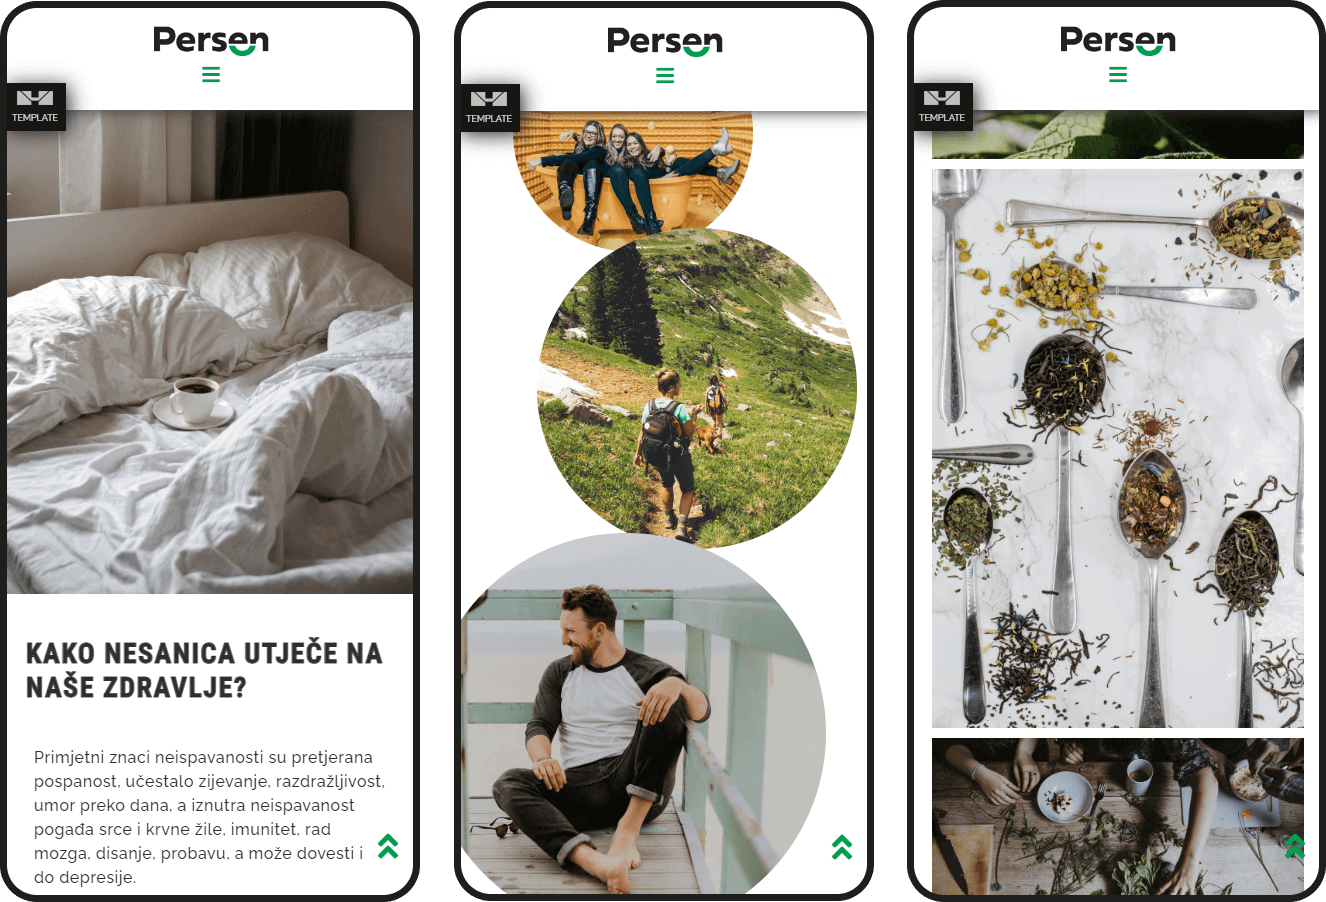 Persen
TEMPLATE
KAKO NESANICA UTJEČE NA
NAŠE ZDRAVLJE?
Primjetni znaci neispavanosti su pretjerana
pospanost, učestalo zijevanje, razdražljivost,
umor preko dana, a iznutra neispavanost
pogađa srce i krvne žile, imunitet, rad
mozga, disanje, probavu, a može dovesti i
do depresije.
Persen
TEMPLATE
Persen
TEMPLATE